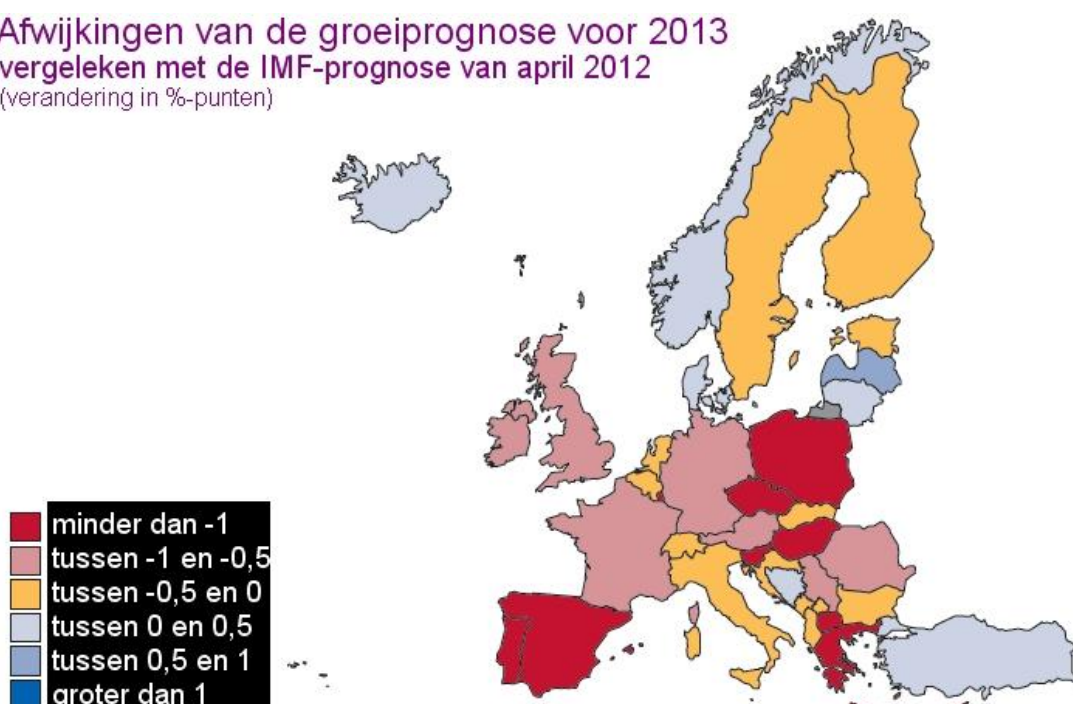 Afwijkingen van de groeiprognose voor 2013
vergeleken met de IMF-prognose van april 2012
(verandering in %-punten)
minder dan -1
tussen -1 en -0,5
tussen -0,5 en 0
tussen 0 en 0,5
tussen 0,5 en 1
groter dan 1